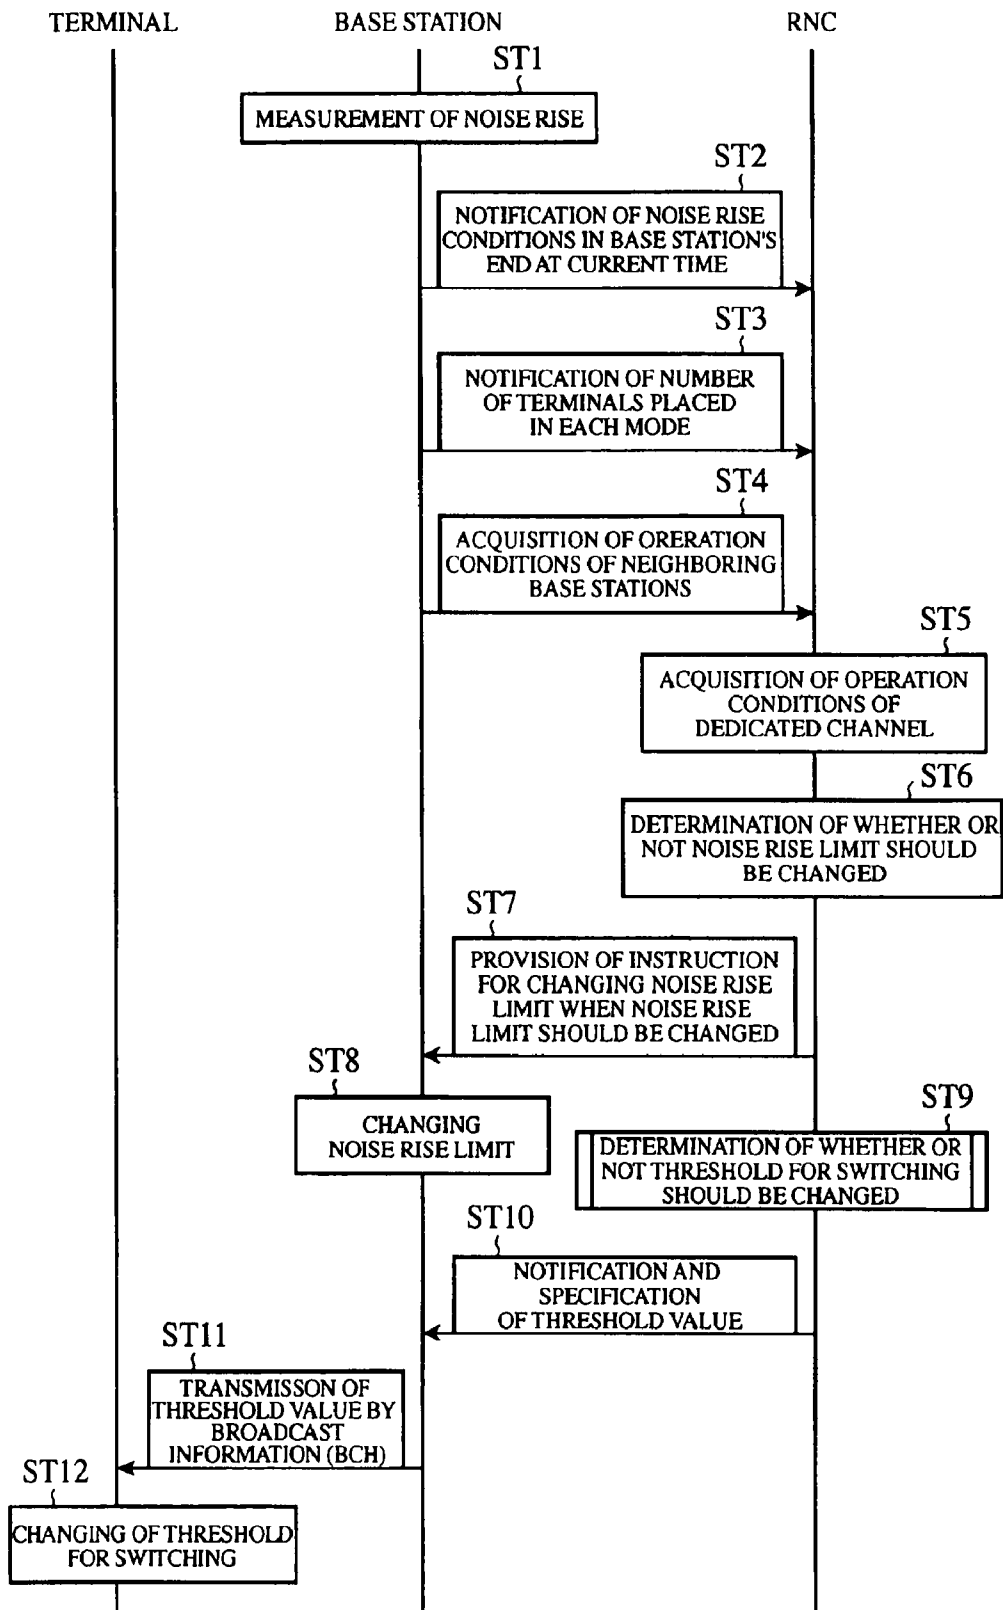 TERMINAL
BASE STATION
RNC
ST1
MEASUREMENT OF NOISE RISE
ST2
NOTIFICATION OF NOISE RISE
CONDITIONS IN BASE STATION'S
END AT CURRENT TIME
ST3
NOTIFICATION OF NUMBER
OF TERMINALS PLACED
IN EACH MODE
ST4
ACQUISITION OF ORERATION
CONDITIONS OF NEIGHBORING
BASE STATIONS
ST5
ACQUISITION OF OPERATION
CONDITIONS OF
DEDICATED CHANNEL
ST6
DETERMINATION OF WHETHER OR
NOT NOISE RISE LIMIT SHOULD
BE CHANGED
ST7
PROVISION OF INSTRUCTION
FOR CHANGING NOISE RISE
LIMIT WHEN NOISE RISE
LIMIT SHOULD BE CHANGED
ST8
CHANGING
NOISE RISE LIMIT
ST9
DETERMINATION OF WHETHER OR
NOT THRESHOLD FOR SWITCHING
SHOULD BE CHANGED
ST10
NOTIFICATION AND
SPECIFICATION
OF THRESHOLD VALUE
ST11
TRANSMISSON OF
THRESHOLD VALUE BY
BROADCAST
INFORMATION (BCH)
ST12
CHANGING OF THRESHOLD
FOR SWITCHING